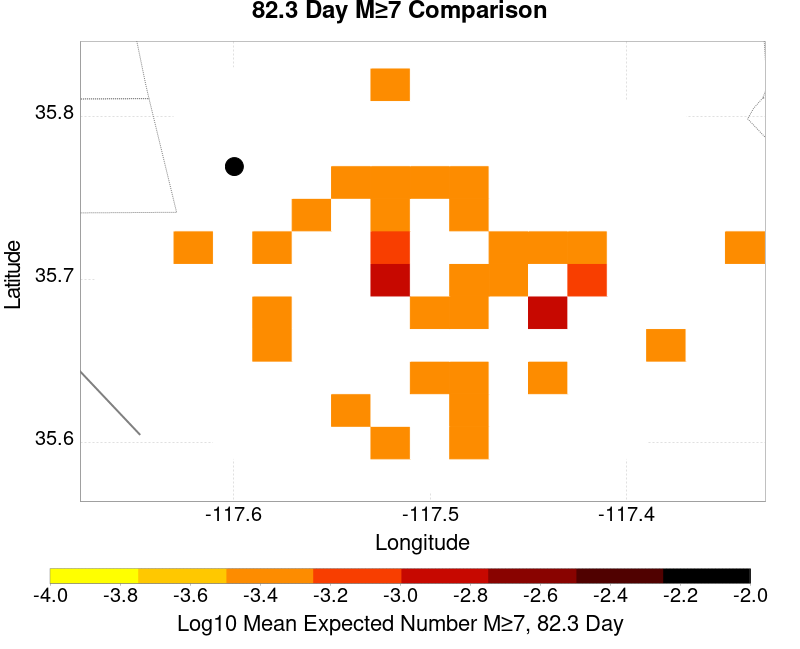 82.3 Day M≥7 Comparison
35.8
35.7
35.6
Latitude
-117.6 -117.5 -117.4
Longitude
-4.0 -3.8 -3.6 -3.4 -3.2 -3.0 -2.8 -2.6 -2.4 -2.2 -2.0
Log10 Mean Expected Number M≥7, 82.3 Day